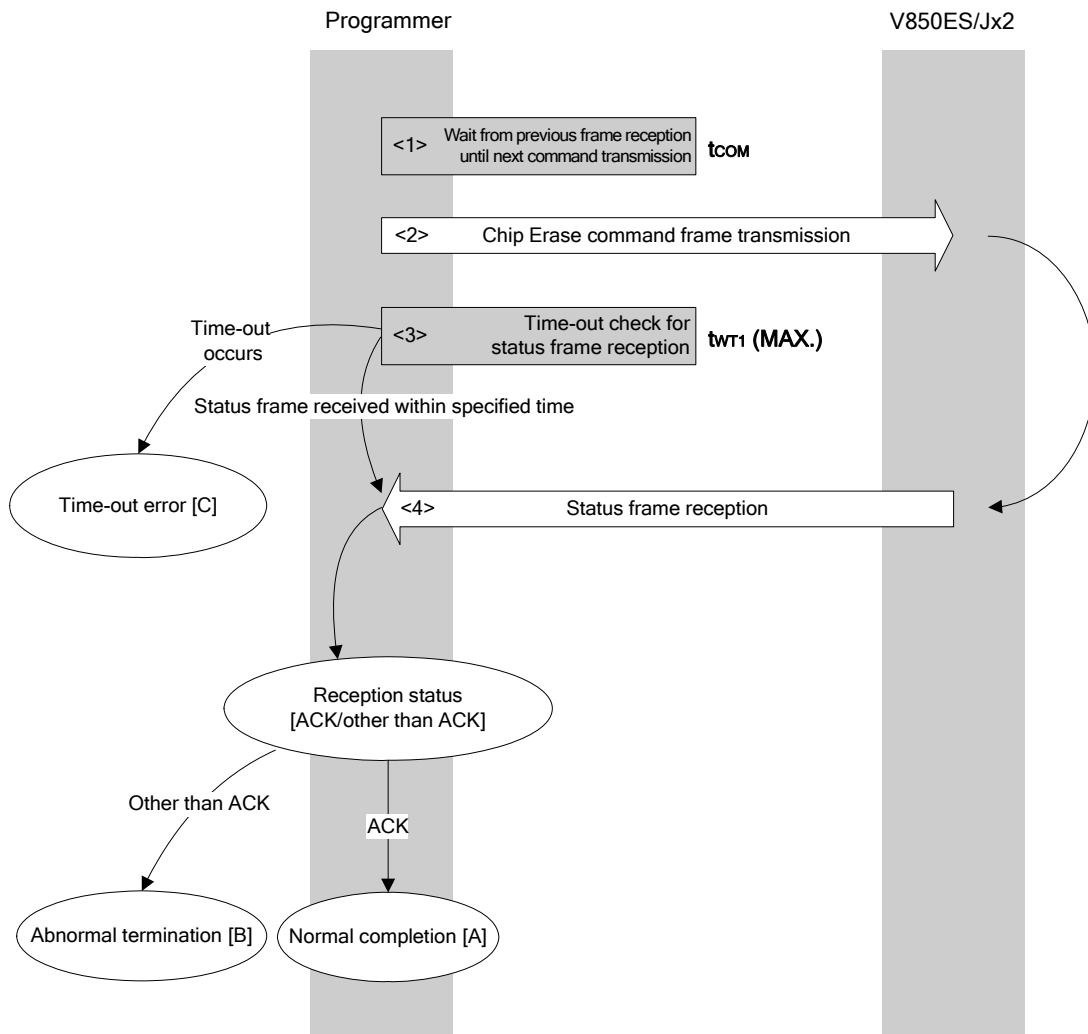 Programmer
V850ES/Jx2
<1>
Wait from previous frame reception
until next command transmission
tCOM
<2>
Chip Erase command frame transmission
Time-out
occurs
<3>
Time-out check for
status frame reception
tWT1 (MAX.)
Status frame received within specified time
Time-out error [C]
<4>
Status frame reception
Reception status
[ACK/other than ACK]
Other than ACK
ACK
Abnormal termination [B]
Normal completion [A]